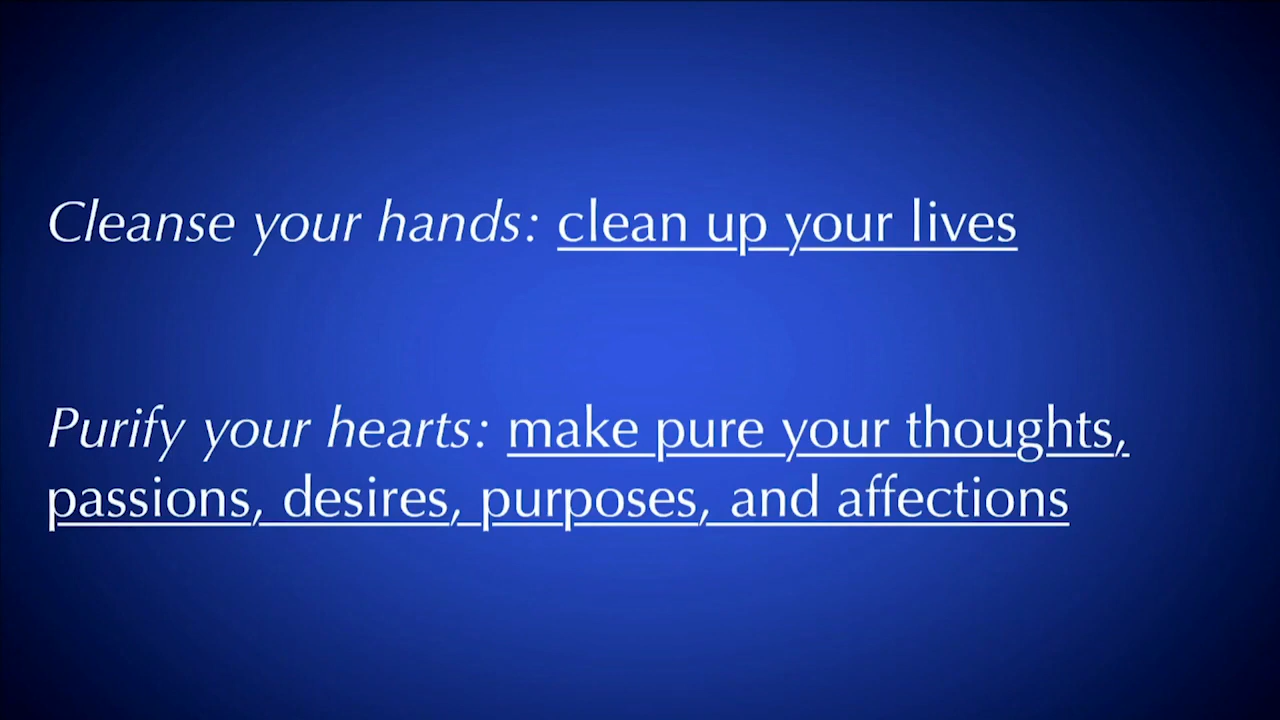 Cleanse your hands: clean up your lives
Purify your hearts: make pure your thoughts,
passions, desires, purposes, and affections